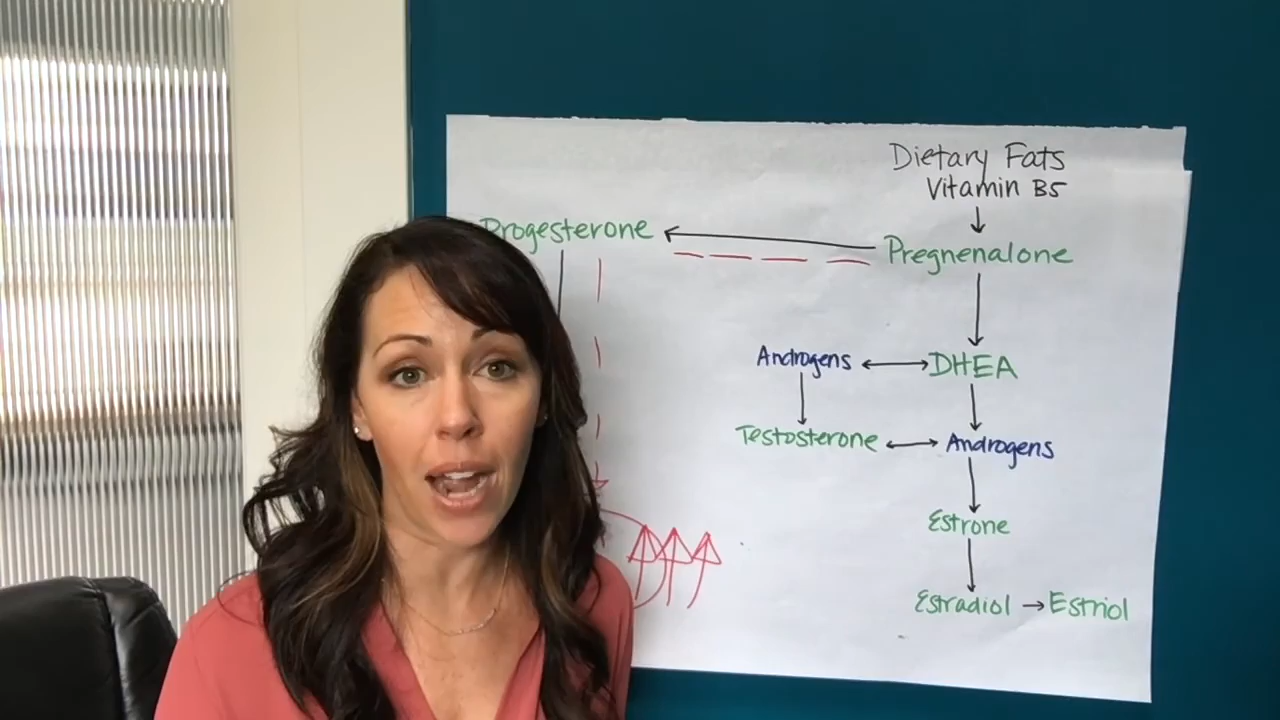 Dietary Fats
Vitamin B5
Progesterone
Pregnenalone
Androgens
DHEA
Testosterone
Androgens
Estrone
Estradiol
Estriol